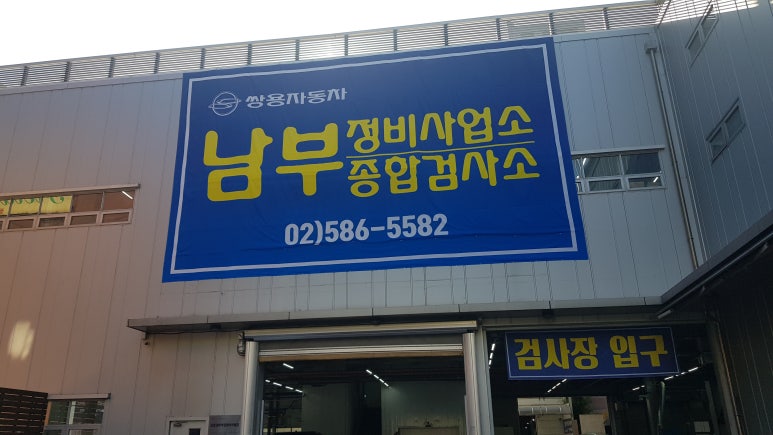 쌍용자동차
남부 정비사업소
종합검사소
02)586-5582
검사장 입구